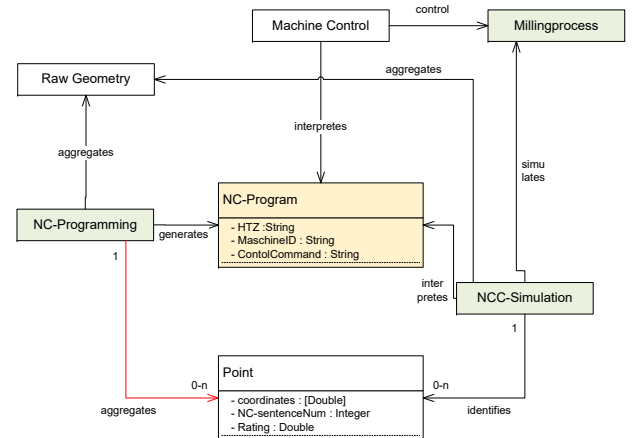 control
Machine Control
Millingprocess
aggregates
Raw Geometry
interpretes
aggregates
simu
lates
NC-Program
NC-Programming
generates
- HTZ :String
- MaschineID : String
- ContolCommand : String
1
inter
pretes
NCC-Simulation
1
Point
0-n
0-n
- coordinates : [Double]
- NC-sentenceNum : Integer
- Rating : Double
aggregates
identifies